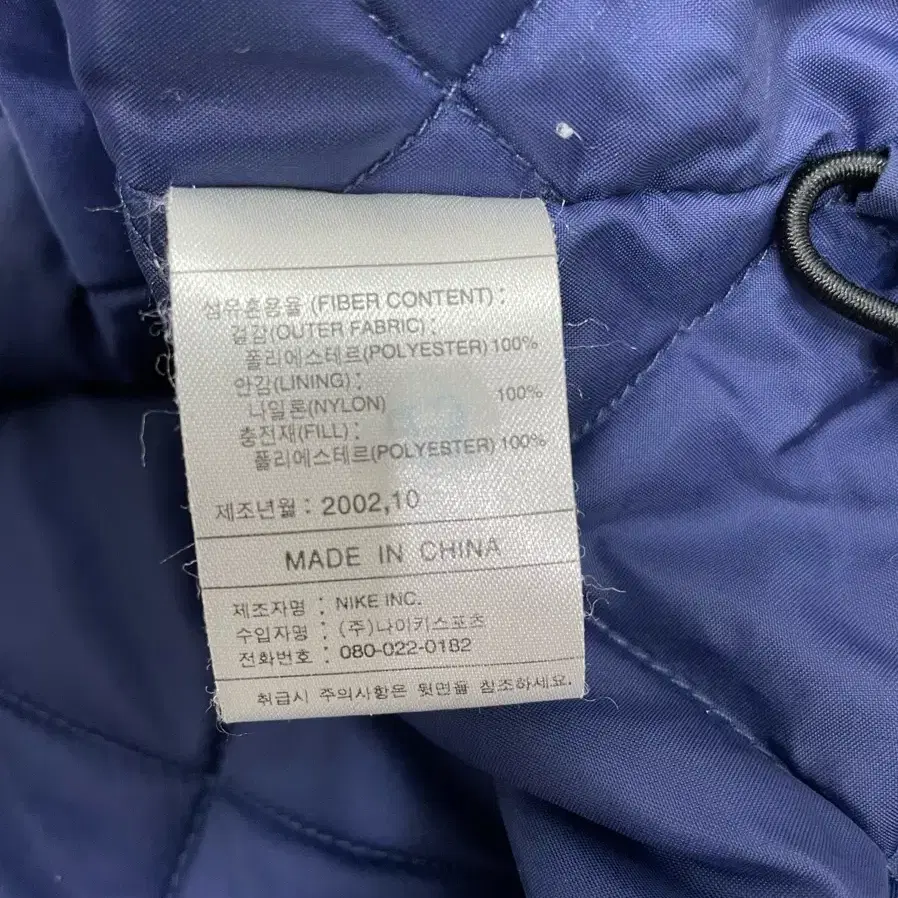 섬유혼용율 (FIBER CONTENT) :
겉감(OUTER FABRIC) :
폴리에스테르(POLYESTER) 100%
안감(LINING) :
나일론(NYLON) 100%
충전재(FILL) :
폴리에스테르(POLYESTER) 100%
제조년월 : 2002,10
MADE IN CHINA
제조자명 : NIKE INC.
수입자명 : (주)나이키스포츠
전화번호 : 080-022-0182
취급시 주의사항은 뒷면을 참조하세요.